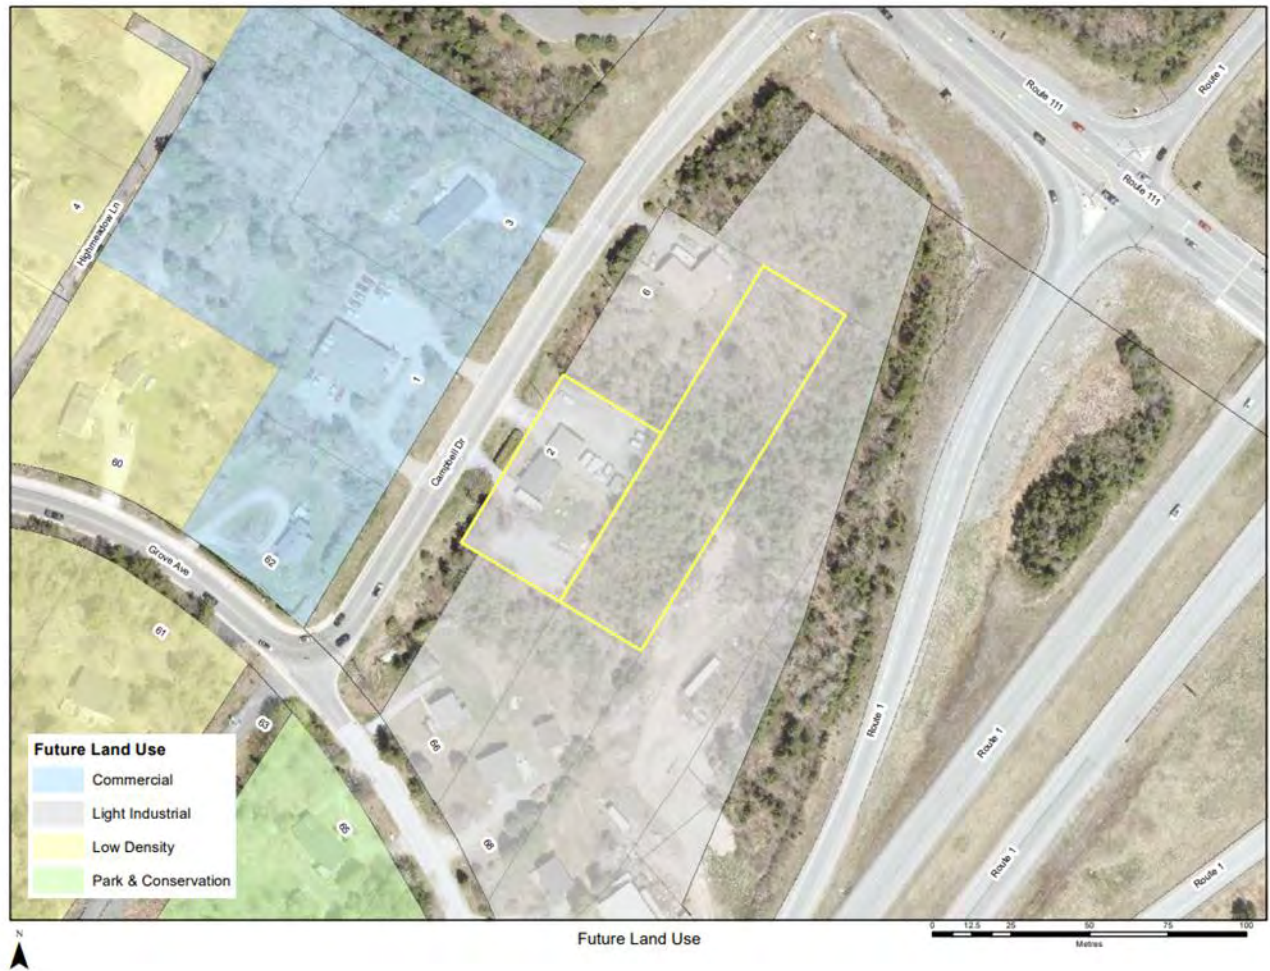 Route 1
Route 111
Route 111
4
Highmeadow Ln
3
6
1
2
Campbell Dr
60
62
Grove Ave
61
63
66
65
68
Route 1
Route 1
Route 1
Route 1
Future Land Use
Commercial
Light Industrial
Low Density
Park & Conservation
N
Future Land Use
0 12.5 25 50 75 100
Metres